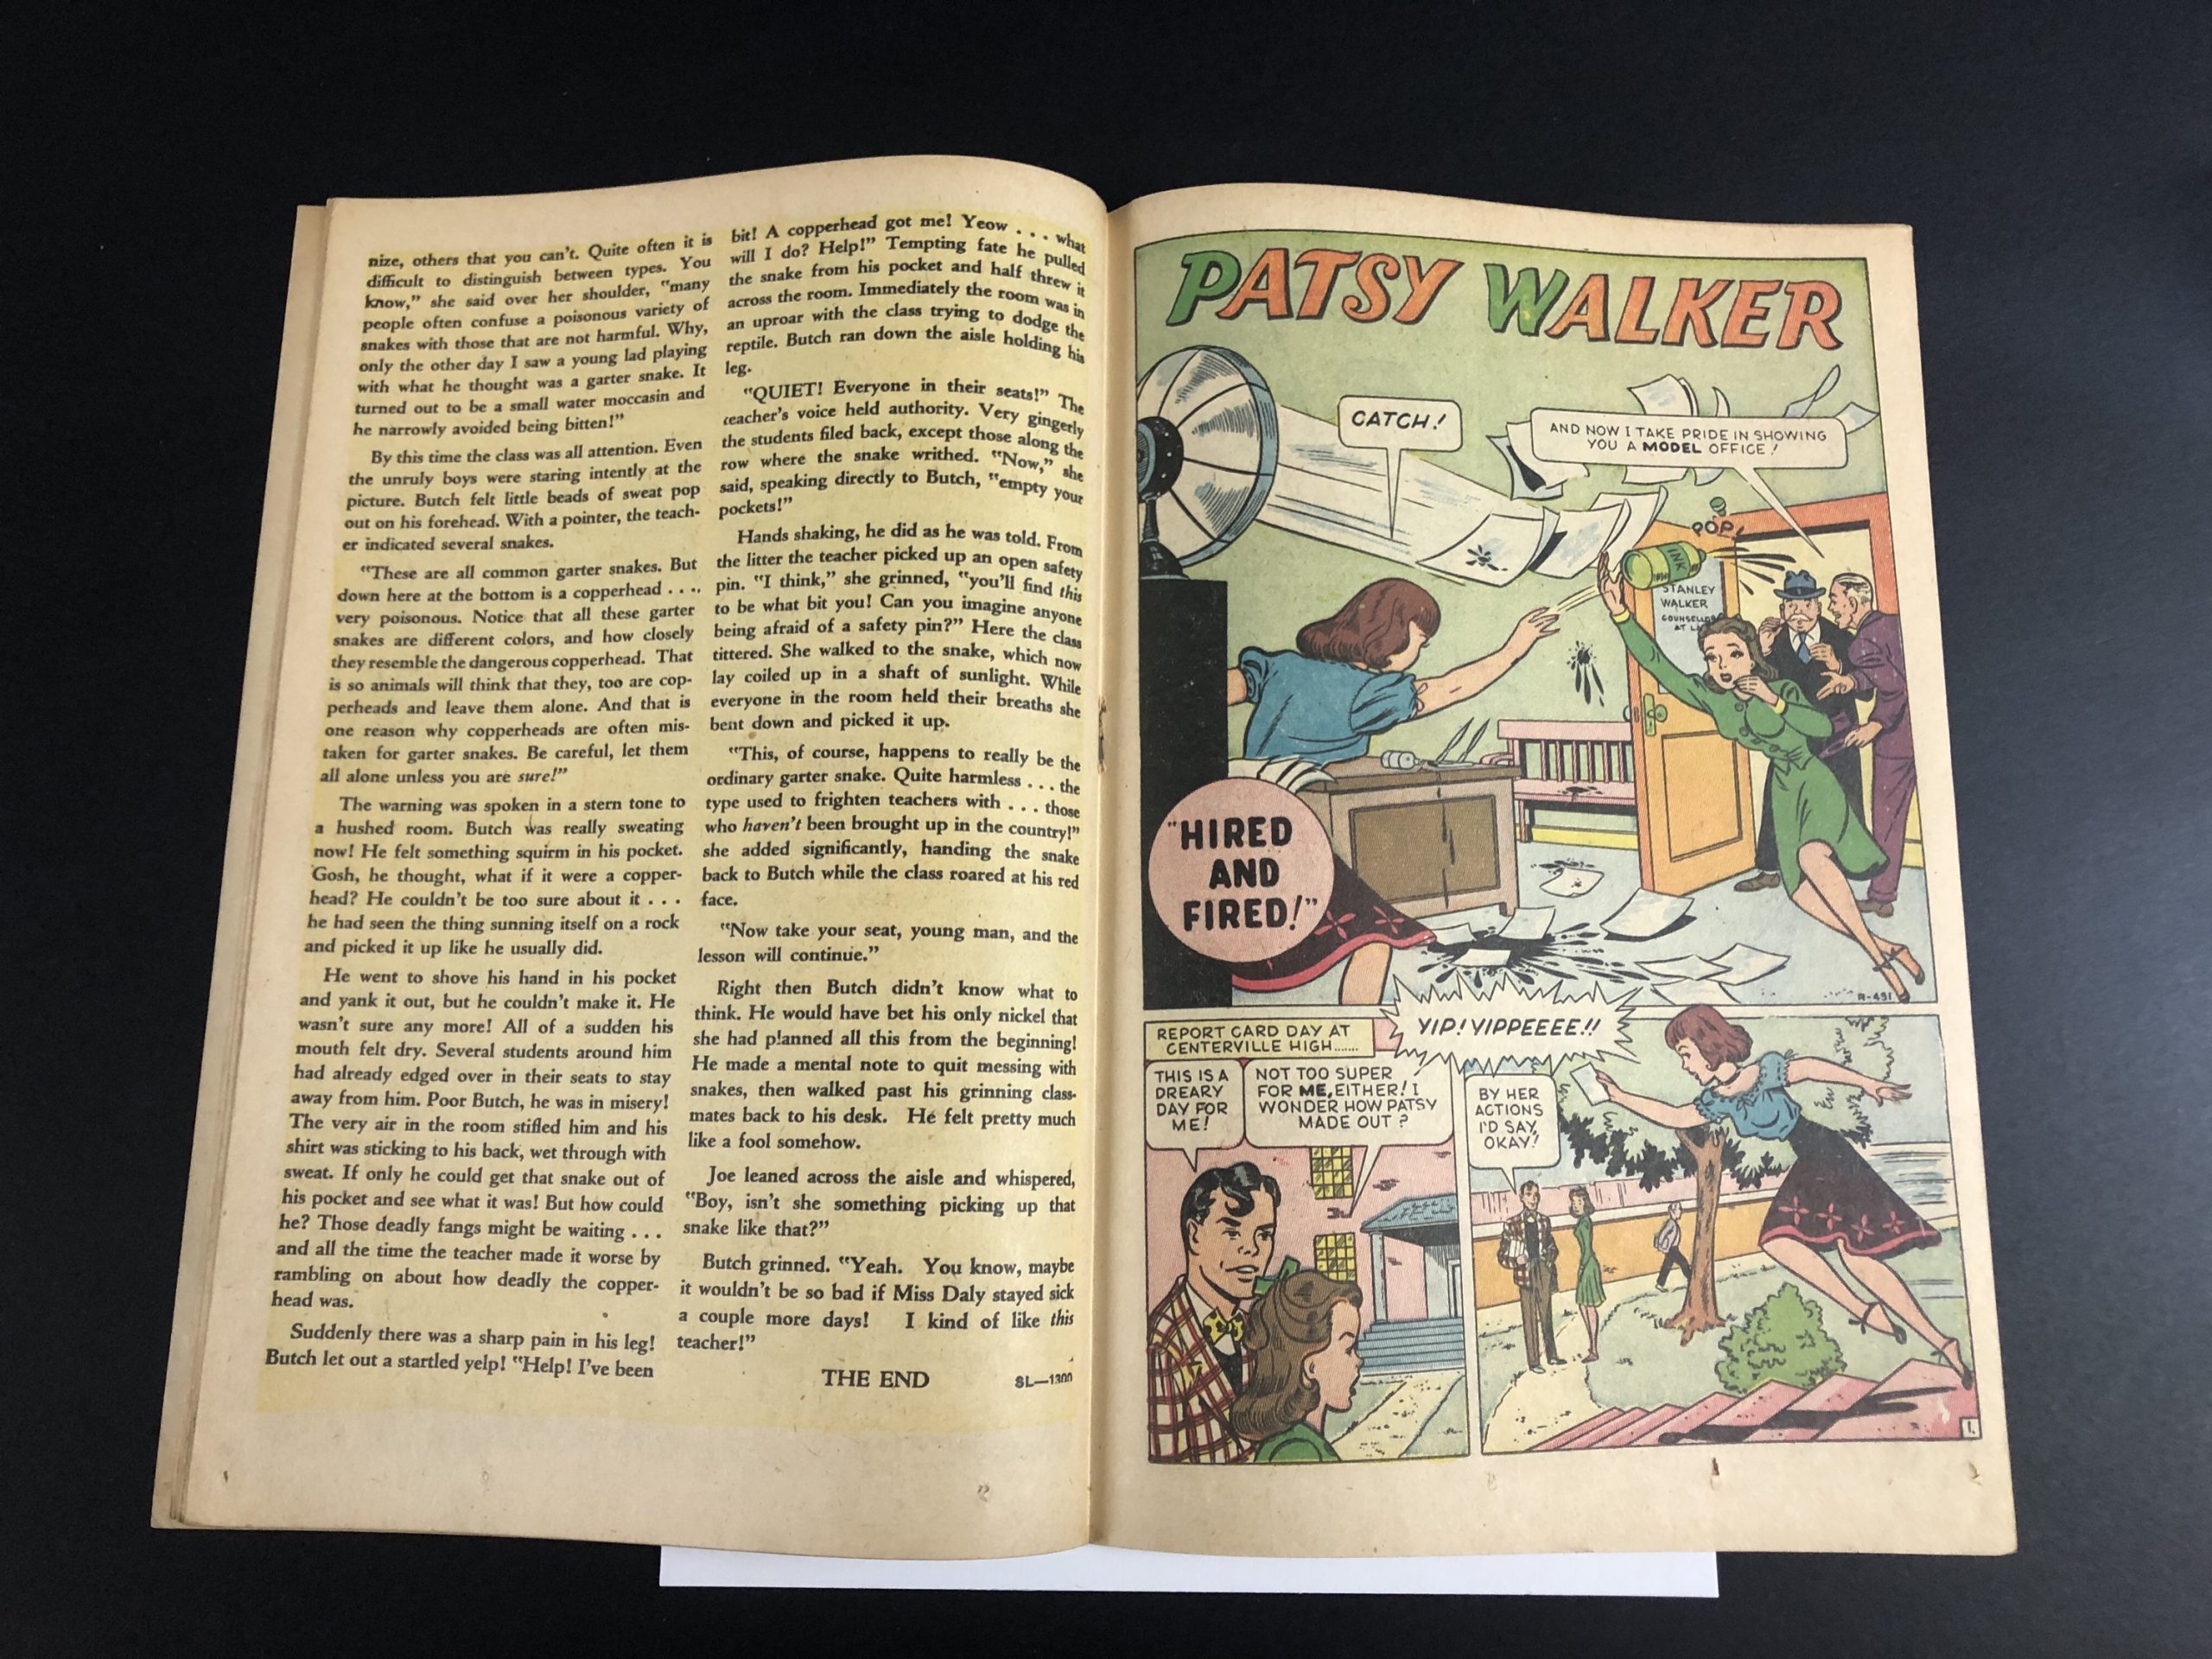 nize, others that you can't. Quite often it is
difficult to distinguish between types. You
know," she said over her shoulder, "many
people often confuse a poisonous variety of
snakes with those that are not harmful. Why,
only the other day I saw a young lad playing
with what he thought was a garter snake. It
turned out to be a small water moccasin and
he narrowly avoided being bitten!"
By this time the class was all attention. Even
the unruly boys were staring intently at the
picture. Butch felt little beads of sweat pop
out on his forehead. With a pointer, the teach-
er indicated several snakes.
"These are all common garter snakes. But
down here at the bottom is a copperhead . . ..
very poisonous. Notice that all these garter
snakes are different colors, and how closely
they resemble the dangerous copperhead. That
is so animals will think that they, too are cop-
perheads and leave them alone. And that is
one reason why copperheads are often mis-
taken for garter snakes. Be careful, let them
all alone unless you are sure!"
The warning was spoken in a stern tone to
a hushed room. Butch was really sweating
now! He felt something squirm in his pocket.
Gosh, he thought, what if it were a copper-
head? He couldn't be too sure about it . . .
he had seen the thing sunning itself on a rock
and picked it up like he usually did.
He went to shove his hand in his pocket
and yank it out, but he couldn't make it. He
wasn't sure any more! All of a sudden his
mouth felt dry. Several students around him
had already edged over in their seats to stay
away from him. Poor Butch, he was in misery!
The very air in the room stifled him and his
shirt was sticking to his back, wet through with
sweat. If only he could get that snake out of
his pocket and see what it was! But how could
he? Those deadly fangs might be waiting . . .
and all the time the teacher made it worse by
rambling on about how deadly the copper-
head was.
Suddenly there was a sharp pain in his leg!
Butch let out a startled yelp! "Help! I've been
bit! A copperhead got me! Yeow . . . what
will I do? Help!" Tempting fate he pulled
the snake from his pocket and half threw it
across the room. Immediately the room was in
an uproar with the class trying to dodge the
reptile. Butch ran down the aisle holding his
leg.
"QUIET! Everyone in their seats!" The
teacher's voice held authority. Very gingerly
the students filed back, except those along the
row where the snake writhed. "Now," she
said, speaking directly to Butch, "empty your
pockets!"
Hands shaking, he did as he was told. From
the litter the teacher picked up an open safety
pin. "I think," she grinned, "you'll find this
to be what bit you! Can you imagine anyone
being afraid of a safety pin?" Here the class
tittered. She walked to the snake, which now
lay coiled up in a shaft of sunlight. While
everyone in the room held their breaths she
bent down and picked it up.
"This, of course, happens to really be the
ordinary garter snake. Quite harmless . . . the
type used to frighten teachers with . . . those
who haven't been brought up in the country!"
she added significantly, handing the snake
back to Butch while the class roared at his red
face.
"Now take your seat, young man, and the
lesson will continue."
Right then Butch didn't know what to
think. He would have bet his only nickel that
she had planned all this from the beginning!
He made a mental note to quit messing with
snakes, then walked past his grinning class-
mates back to his desk. He felt pretty much
like a fool somehow.
Joe leaned across the aisle and whispered,
"Boy, isn't she something picking up that
snake like that?"
Butch grinned. "Yeah. You know, maybe
it wouldn't be so bad if Miss Daly stayed sick
a couple more days! I kind of like this
teacher!"
THE END
SL—1300
PATSY WALKER
CATCH!
AND NOW I TAKE PRIDE IN SHOWING
YOU A MODEL OFFICE!
POP!
INK
STANLEY
WALKER
COUNSELLOR
AT LAW
"HIRED
AND
FIRED!"
R-451
REPORT CARD DAY AT
CENTERVILLE HIGH.......
THIS IS A
DREARY
DAY FOR
ME!
NOT TOO SUPER
FOR ME, EITHER! I
WONDER HOW PATSY
MADE OUT?
YIP! YIPPEEEE!!
BY HER
ACTIONS
I'D SAY,
OKAY!
1.